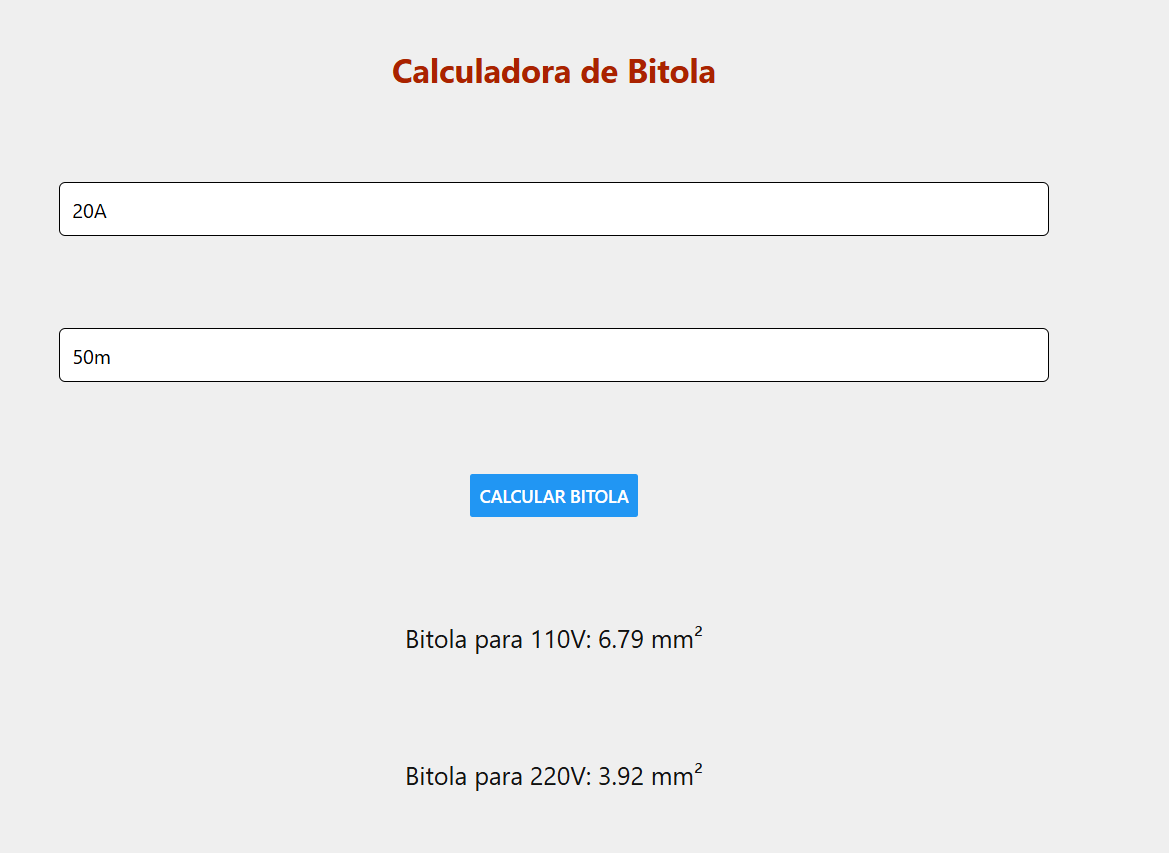 Calculadora de Bitola
20A
50m
CALCULAR BITOLA
Bitola para 110V: 6.79 mm²
Bitola para 220V: 3.92 mm²